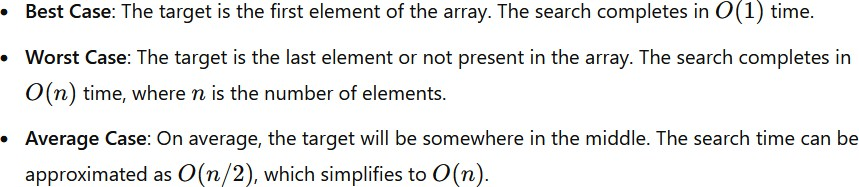 • Best Case: The target is the first element of the array. The search completes in O(1) time.
• Worst Case: The target is the last element or not present in the array. The search completes in
O(n) time, where n is the number of elements.
• Average Case: On average, the target will be somewhere in the middle. The search time can be
approximated as O(n/2), which simplifies to O(n).